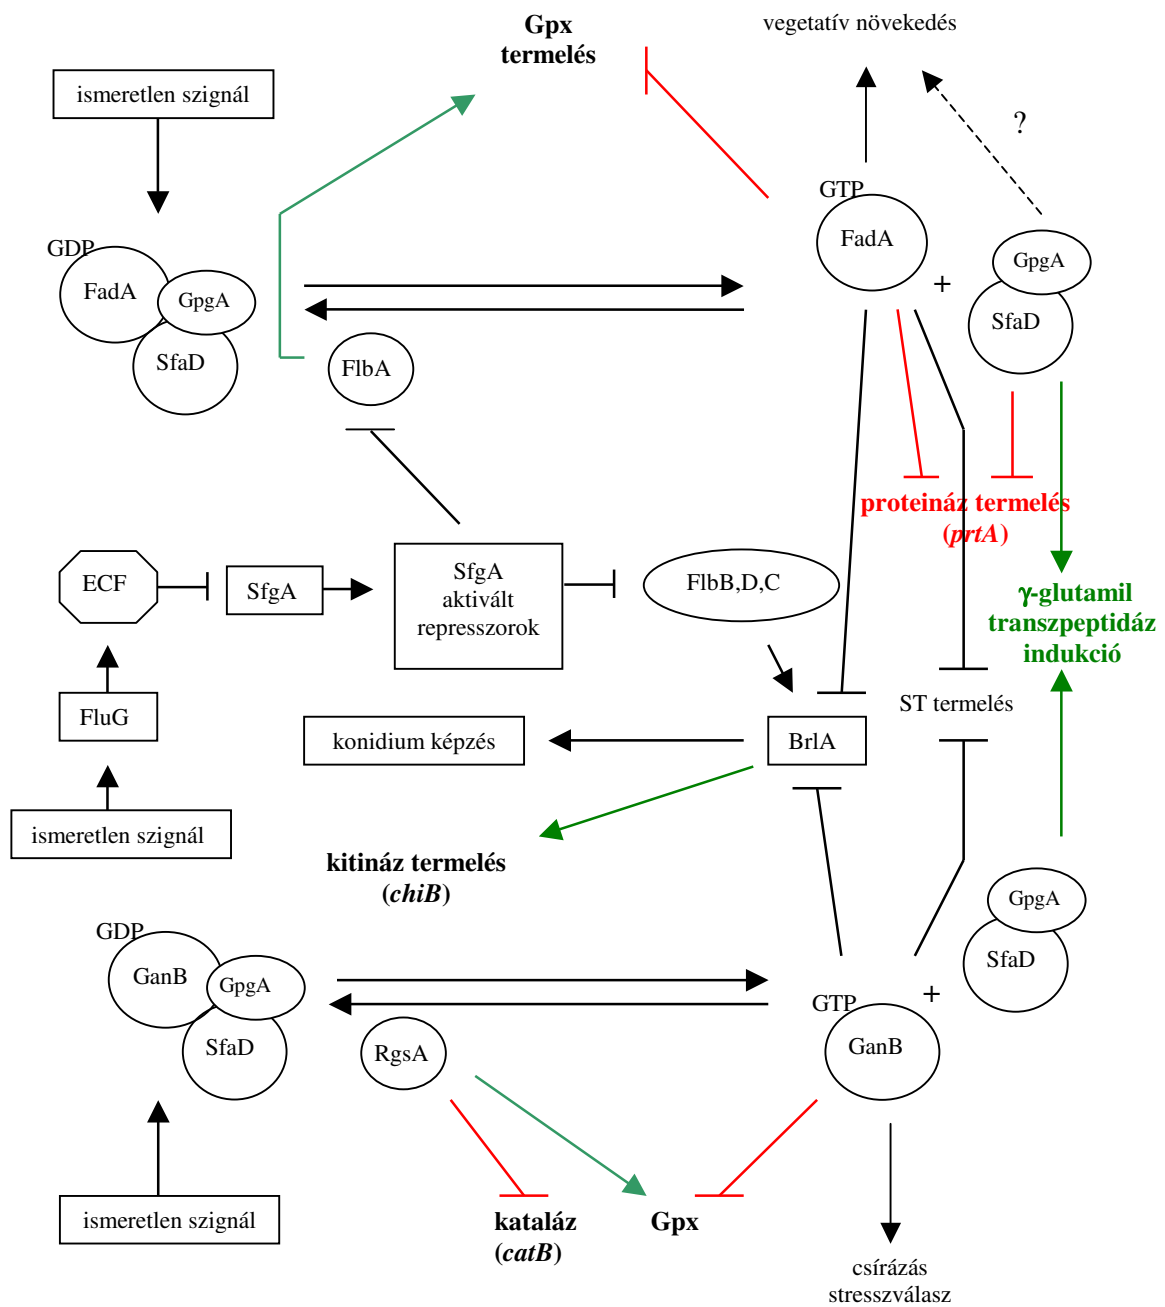 Gpx
termelés
vegetatív növekedés
ismeretlen szignál
?
GTP
FadA
GpgA
+
SfaD
GDP
FadA
GpgA
SfaD
FlbA
proteináz termelés
(prtA)
ECF
SfgA
SfgA
aktivált
represszorok
FlbB,D,C
γ-glutamil
transzpeptidáz
indukció
FluG
ST termelés
konidium képzés
BrlA
ismeretlen szignál
kitináz termelés
(chiB)
GpgA
SfaD
GDP
GanB
GpgA
SfaD
GTP
+
GanB
RgsA
ismeretlen szignál
kataláz
(catB)
Gpx
csírázás
stresszválasz